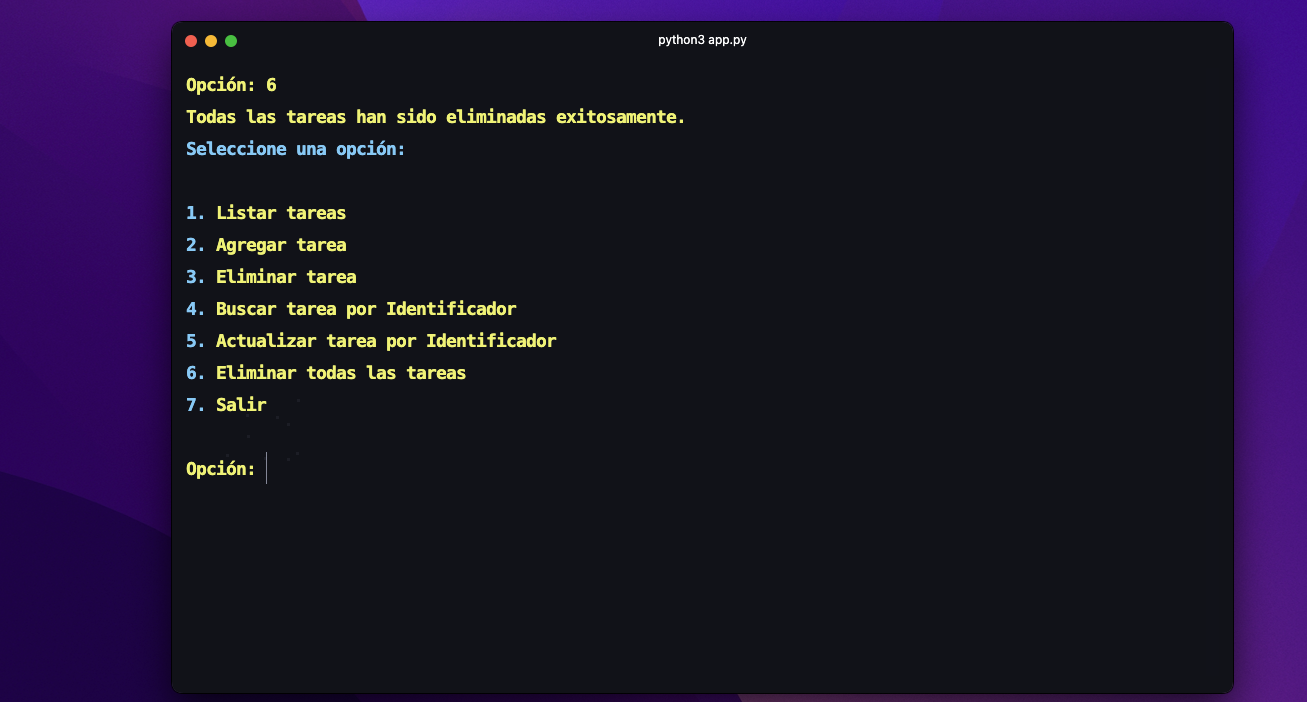 python3 app.py
Opción: 6
Todas las tareas han sido eliminadas exitosamente.
Seleccione una opción:
1. Listar tareas
2. Agregar tarea
3. Eliminar tarea
4. Buscar tarea por Identificador
5. Actualizar tarea por Identificador
6. Eliminar todas las tareas
7. Salir
Opción: